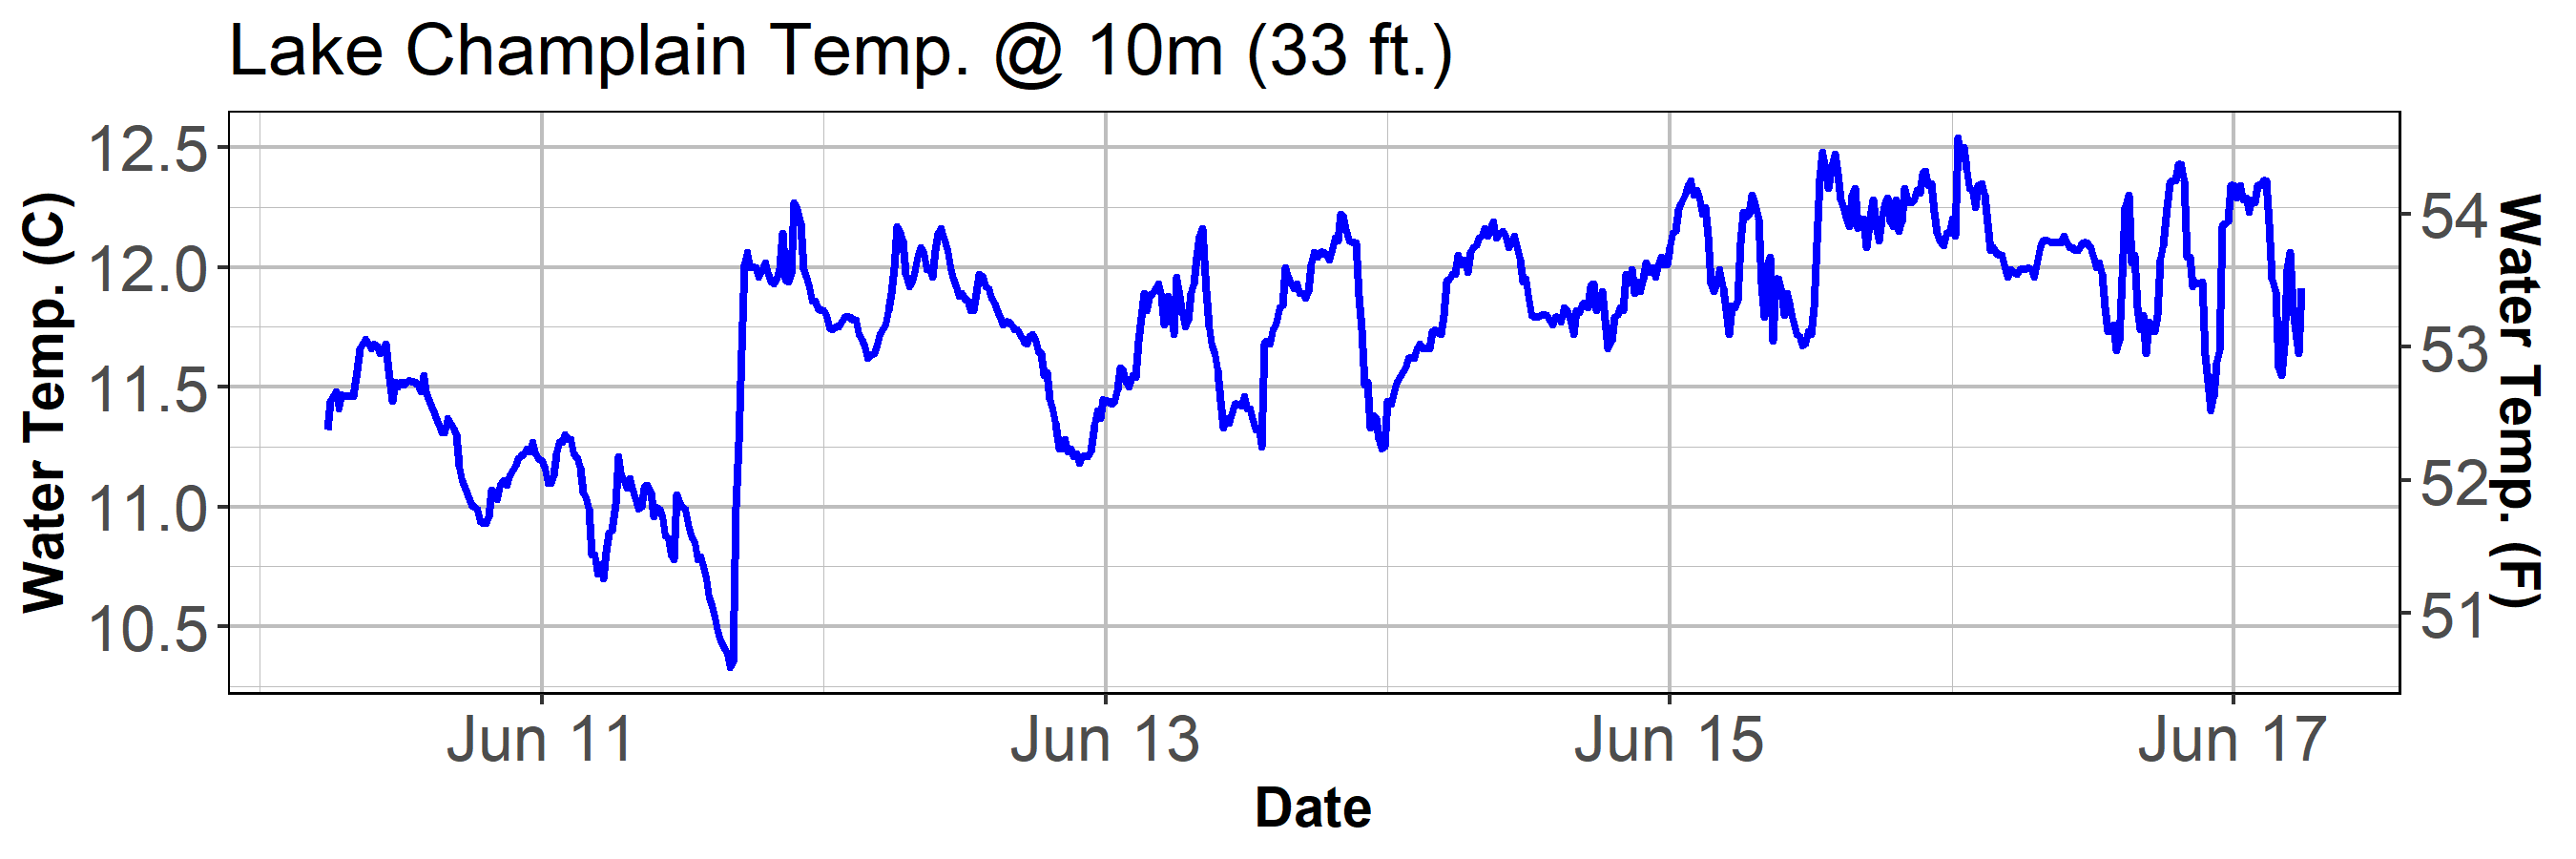 Lake Champlain Temp. @ 10m (33 ft.)
Water Temp. (C)
12.5
12.0
11.5
11.0
10.5
54
53
52
51
Water Temp. (F)
Jun 11 Jun 13 Jun 15 Jun 17
Date